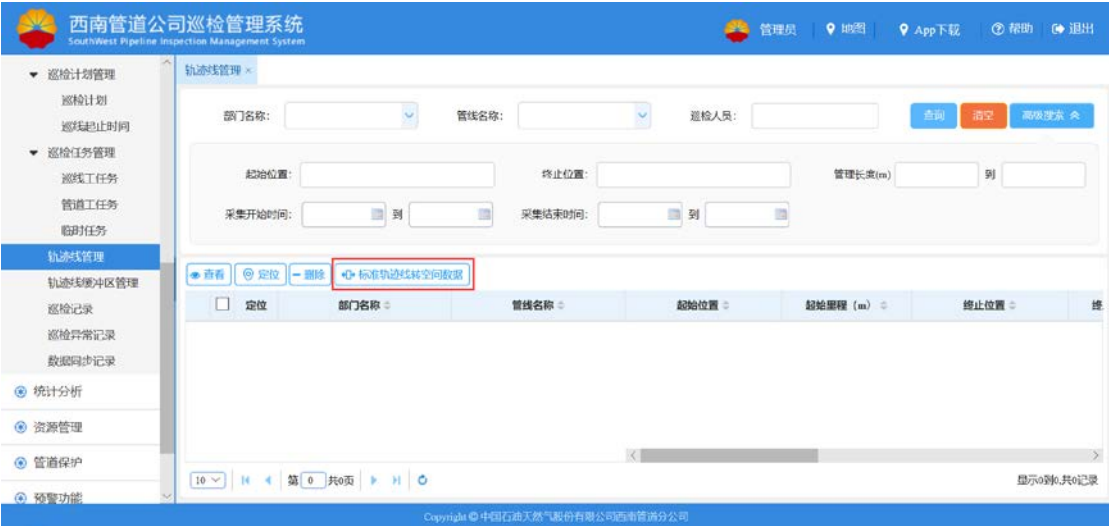 西南管道公司巡检管理系统
SouthWest Pipeline Inspection Management System
管理员 地图 App下载 帮助 退出
巡检计划管理
巡检计划
巡线起止时间
巡检任务管理
巡线工任务
管道工任务
临时任务
轨迹线管理
轨迹线缓冲区管理
巡检记录
巡检异常记录
数据同步记录
统计分析
资源管理
管道保护
预警功能
轨迹线管理 ×
部门名称: 管线名称: 巡检人员: 查询 清空 高级搜索
起始位置: 终止位置: 管理长度(m) 到
采集开始时间: 到 采集结束时间: 到
查看 定位 删除 标准轨迹线转空间数据
定位 部门名称 管线名称 起始位置 起始里程（m） 终止位置 终
10 第 0 共0页 显示0到0,共0记录
Copyright © 中国石油天然气股份有限公司西南管道分公司